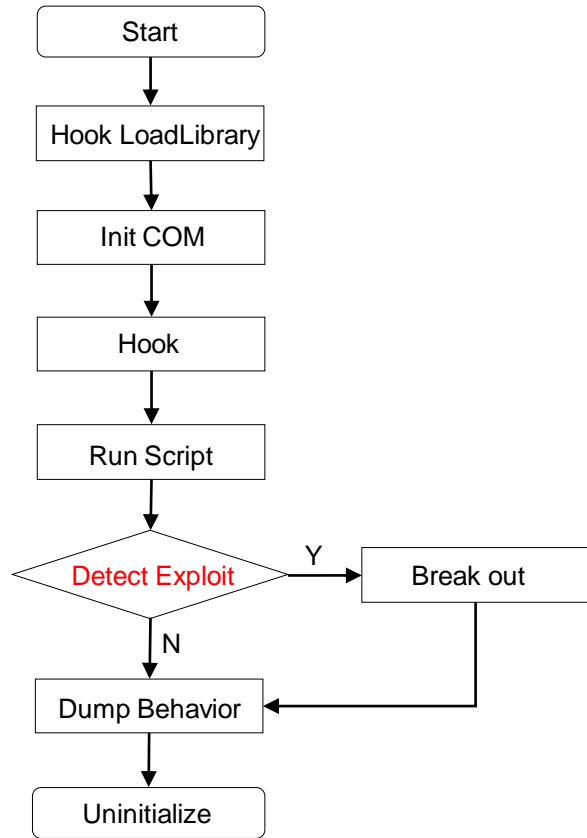 Start
Hook LoadLibrary
Init COM
Hook
Run Script
Detect Exploit
Y
Break out
N
Dump Behavior
Uninitialize